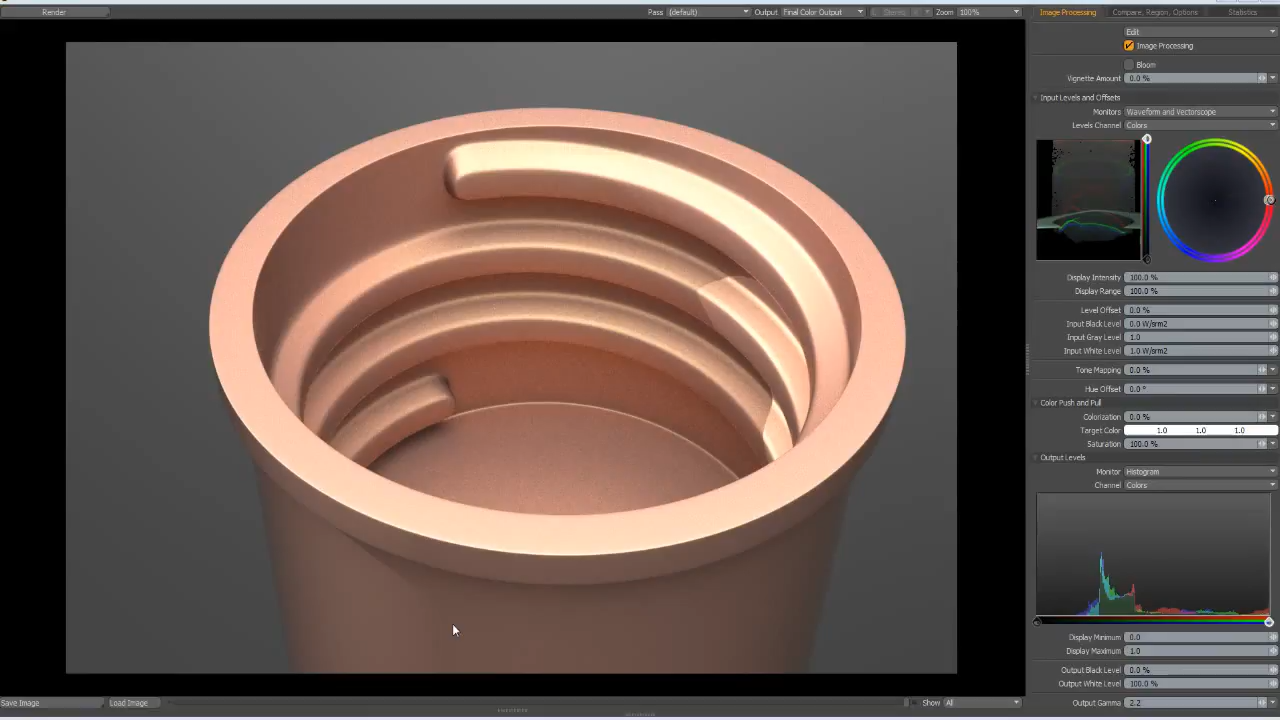 Render Pass (default) Output Final Color Output Stereo Zoom 100% Image Processing Compare, Region, Options Statistics
Edit
Image Processing
Bloom
Vignette Amount 0.0 %
Input Levels and Offsets
Monitors Waveform and Vectorscope
Levels Channel Colors
Display Intensity 100.0 %
Display Range 100.0 %
Level Offset 0.0 %
Input Black Level 0.0 W/srm2
Input Gray Level 1.0
Input White Level 1.0 W/srm2
Tone Mapping 0.0 %
Hue Offset 0.0 °
Color Push and Pull
Colorization 0.0 %
Target Color 1.0 1.0 1.0
Saturation 100.0 %
Output Levels
Monitor Histogram
Channel Colors
Display Minimum 0.0
Display Maximum 1.0
Output Black Level 0.0 %
Output White Level 100.0 %
Save Image Load Image Show All Output Gamma 2.2